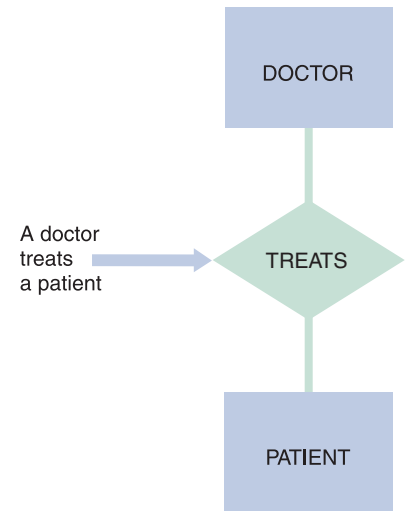 DOCTOR
A doctor
treats
a patient
TREATS
PATIENT